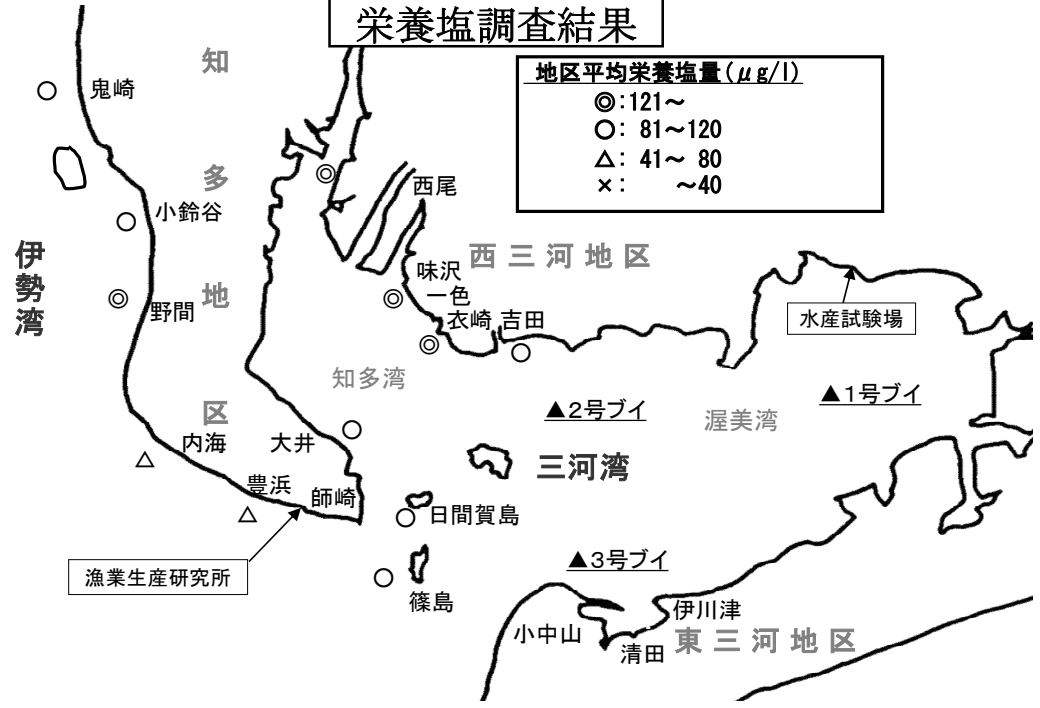 栄養塩調査結果
地区平均栄養塩量(μg/l)
◎:121～
○: 81～120
△: 41～ 80
×: ～40
知多地区
鬼崎
小鈴谷
伊勢湾
野間
西尾
西三河地区
味沢
一色
衣崎
吉田
水産試験場
知多湾
▲2号ブイ
▲1号ブイ
渥美湾
内海
大井
三河湾
豊浜
師崎
日間賀島
漁業生産研究所
▲3号ブイ
篠島
小中山
伊川津
清田
東三河地区